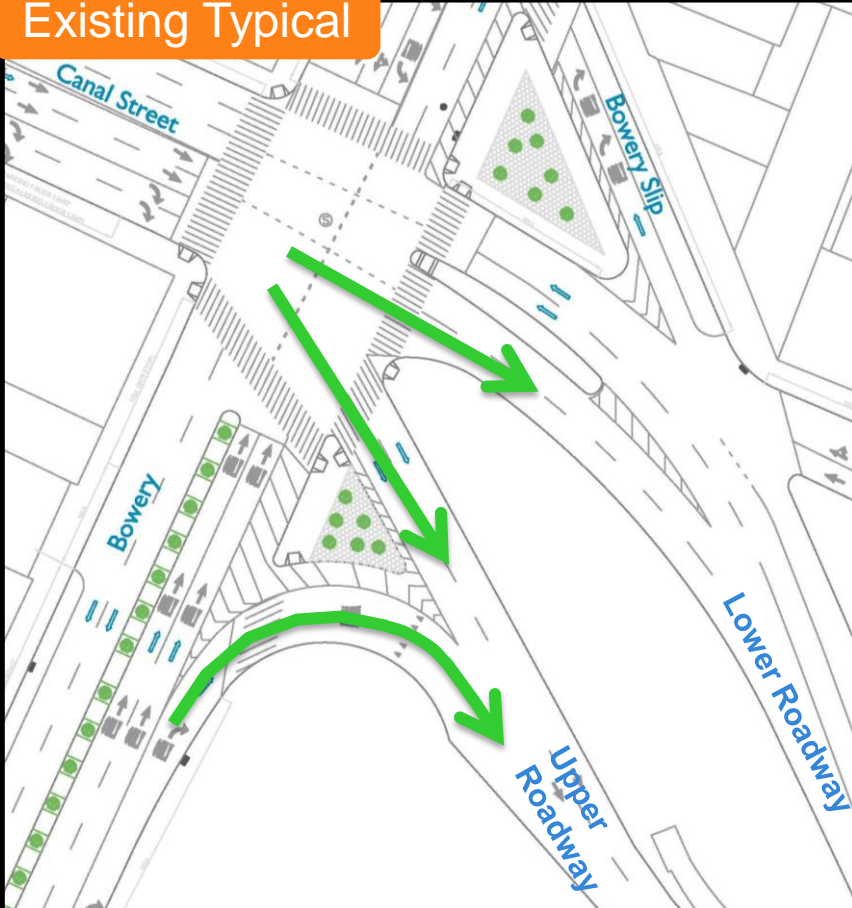 Existing Typical
Canal Street
Bowery Slip
Bowery
Lower Roadway
Upper
Roadway